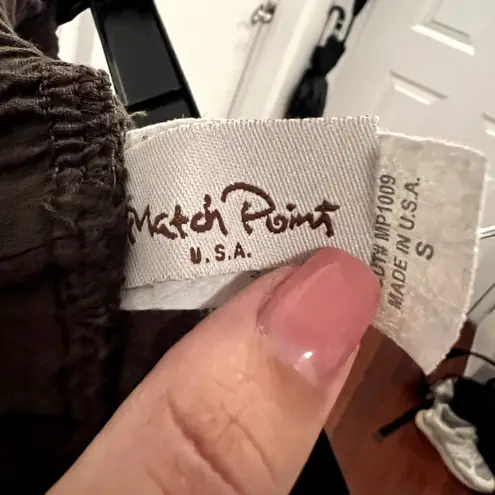 Match Point
U.S.A.
MP1009
MADE IN U.S.A.
S